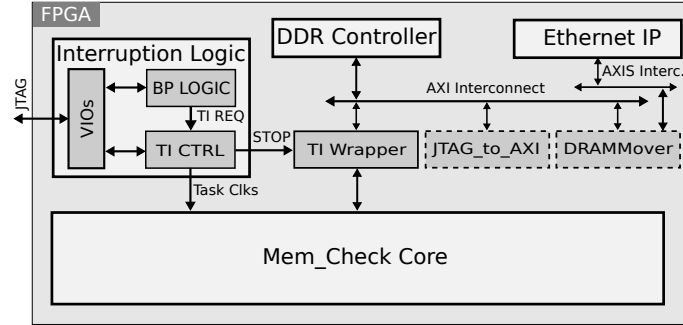 FPGA
Interruption Logic
DDR Controller
Ethernet IP
AXIS Interc.
JTAG
VIOs
BP LOGIC
AXI Interconnect
TI REQ
TI CTRL
STOP
TI Wrapper
JTAG_to_AXI
DRAMMover
Task Clks
Mem_Check Core